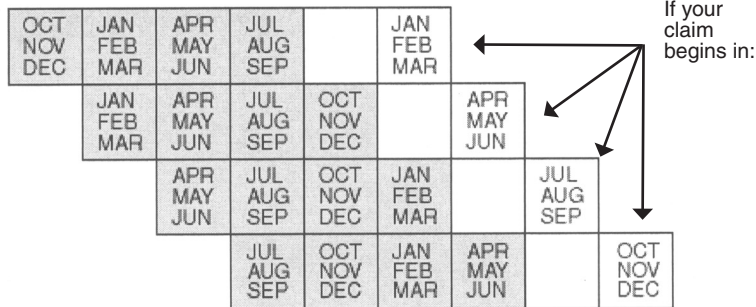 If your
claim
begins in:
OCT JAN APR JUL JAN
NOV FEB MAY AUG FEB
DEC MAR JUN SEP MAR
JAN APR JUL OCT APR
FEB MAY AUG NOV MAY
MAR JUN SEP DEC JUN
APR JUL OCT JAN JUL
MAY AUG NOV FEB AUG
JUN SEP DEC MAR SEP
JUL OCT JAN APR OCT
AUG NOV FEB MAY NOV
SEP DEC MAR JUN DEC